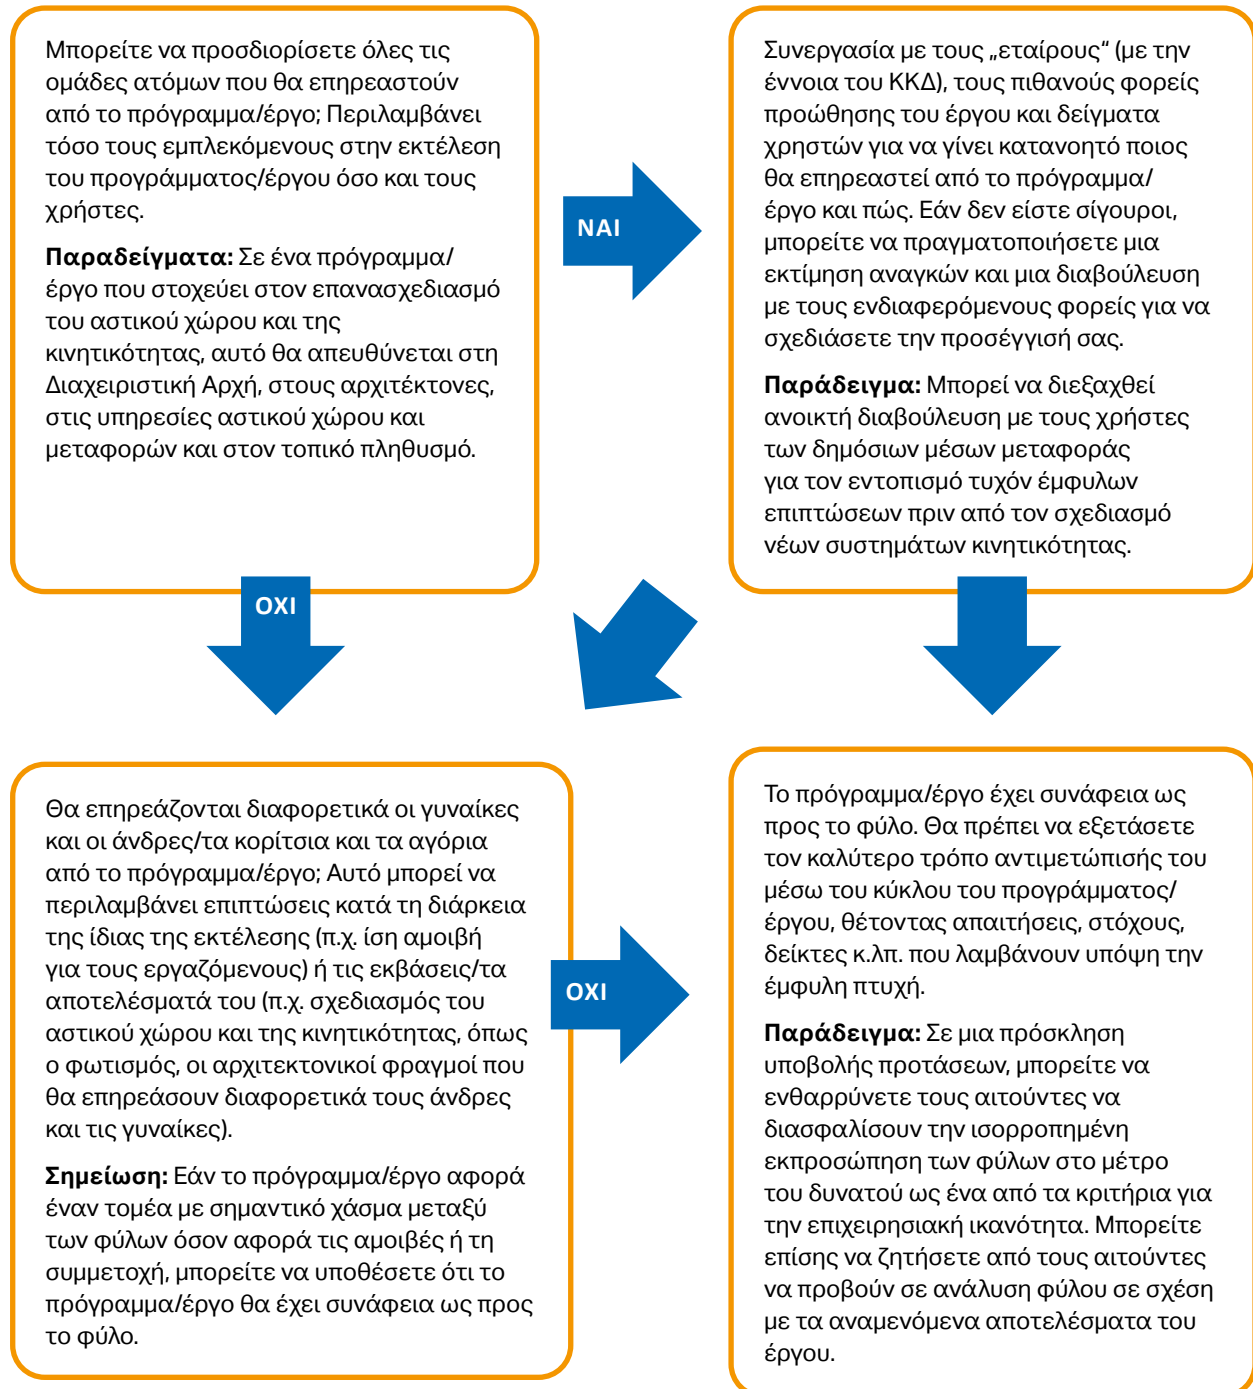 Μπορείτε να προσδιορίσετε όλες τις
ομάδες ατόμων που θα επηρεαστούν
από το πρόγραμμα/έργο; Περιλαμβάνει
τόσο τους εμπλεκόμενους στην εκτέλεση
του προγράμματος/έργου όσο και τους
χρήστες.
Παραδείγματα: Σε ένα πρόγραμμα/
έργο που στοχεύει στον επανασχεδιασμό
του αστικού χώρου και της
κινητικότητας, αυτό θα απευθύνεται στη
Διαχειριστική Αρχή, στους αρχιτέκτονες,
στις υπηρεσίες αστικού χώρου και
μεταφορών και στον τοπικό πληθυσμό.
ΝΑΙ
Συνεργασία με τους „εταίρους“ (με την
έννοια του ΚΚΔ), τους πιθανούς φορείς
προώθησης του έργου και δείγματα
χρηστών για να γίνει κατανοητό ποιος
θα επηρεαστεί από το πρόγραμμα/
έργο και πώς. Εάν δεν είστε σίγουροι,
μπορείτε να πραγματοποιήσετε μια
εκτίμηση αναγκών και μια διαβούλευση
με τους ενδιαφερόμενους φορείς για να
σχεδιάσετε την προσέγγισή σας.
Παράδειγμα: Μπορεί να διεξαχθεί
ανοικτή διαβούλευση με τους χρήστες
των δημόσιων μέσων μεταφοράς
για τον εντοπισμό τυχόν έμφυλων
επιπτώσεων πριν από τον σχεδιασμό
νέων συστημάτων κινητικότητας.
ΟΧΙ
Θα επηρεάζονται διαφορετικά οι γυναίκες
και οι άνδρες/τα κορίτσια και τα αγόρια
από το πρόγραμμα/έργο; Αυτό μπορεί να
περιλαμβάνει επιπτώσεις κατά τη διάρκεια
της ίδιας της εκτέλεσης (π.χ. ίση αμοιβή
για τους εργαζόμενους) ή τις εκβάσεις/τα
αποτελέσματά του (π.χ. σχεδιασμός του
αστικού χώρου και της κινητικότητας, όπως
ο φωτισμός, οι αρχιτεκτονικοί φραγμοί που
θα επηρεάσουν διαφορετικά τους άνδρες
και τις γυναίκες).
Σημείωση: Εάν το πρόγραμμα/έργο αφορά
έναν τομέα με σημαντικό χάσμα μεταξύ
των φύλων όσον αφορά τις αμοιβές ή τη
συμμετοχή, μπορείτε να υποθέσετε ότι το
πρόγραμμα/έργο θα έχει συνάφεια ως προς
το φύλο.
ΟΧΙ
Το πρόγραμμα/έργο έχει συνάφεια ως
προς το φύλο. Θα πρέπει να εξετάσετε
τον καλύτερο τρόπο αντιμετώπισής του
μέσω του κύκλου του προγράμματος/
έργου, θέτοντας απαιτήσεις, στόχους,
δείκτες κ.λπ. που λαμβάνουν υπόψη την
έμφυλη πτυχή.
Παράδειγμα: Σε μια πρόσκληση
υποβολής προτάσεων, μπορείτε να
ενθαρρύνετε τους αιτούντες να
διασφαλίσουν την ισορροπημένη
εκπροσώπηση των φύλων στο μέτρο
του δυνατού ως ένα από τα κριτήρια για
την επιχειρησιακή ικανότητα. Μπορείτε
επίσης να ζητήσετε από τους αιτούντες
να προβούν σε ανάλυση φύλου σε σχέση
με τα αναμενόμενα αποτελέσματα του
έργου.